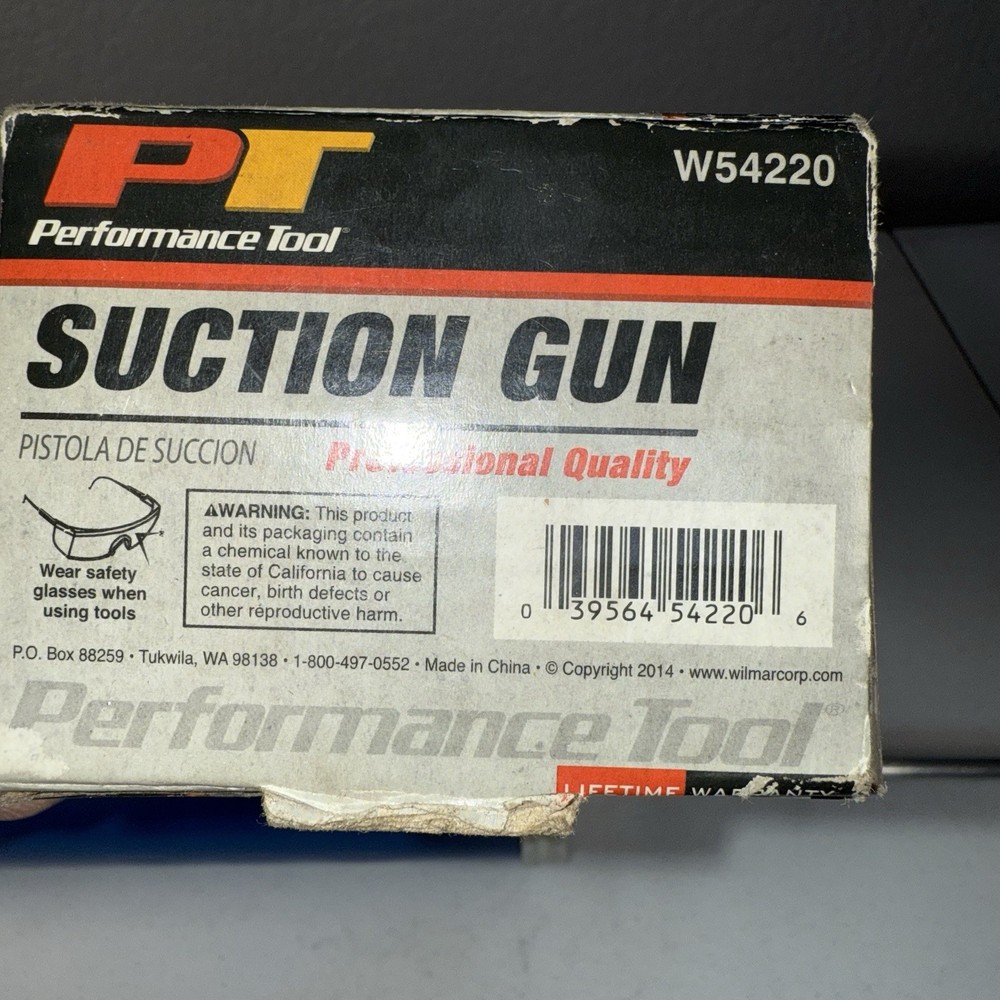 PT
W54220
Performance Tool
SUCTION GUN
PISTOLA DE SUCCION
Professional Quality
Wear safety
glasses when
using tools
⚠WARNING: This product
and its packaging contain
a chemical known to the
state of California to cause
cancer, birth defects or
other reproductive harm.
0 39564 54220 6
P.O. Box 88259 • Tukwila, WA 98138 • 1-800-497-0552 • Made in China • © Copyright 2014 • www.wilmarcorp.com
Performance Tool®
LIFETIME WARRANTY